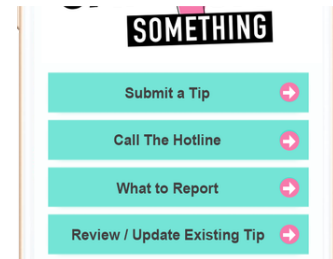 SOMETHING
Submit a Tip
Call The Hotline
What to Report
Review / Update Existing Tip